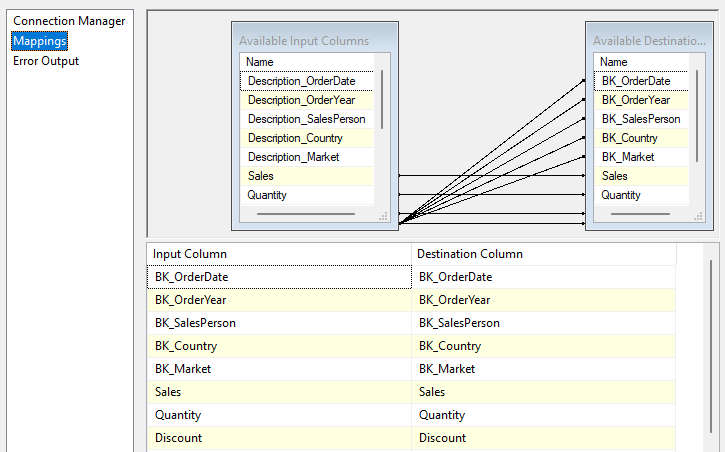 Connection Manager
Mappings
Error Output
Available Input Columns
Name
Description_OrderDate
Description_OrderYear
Description_SalesPerson
Description_Country
Description_Market
Sales
Quantity
Available Destinatio...
Name
BK_OrderDate
BK_OrderYear
BK_SalesPerson
BK_Country
BK_Market
Sales
Quantity
Input Column Destination Column
BK_OrderDate BK_OrderDate
BK_OrderYear BK_OrderYear
BK_SalesPerson BK_SalesPerson
BK_Country BK_Country
BK_Market BK_Market
Sales Sales
Quantity Quantity
Discount Discount